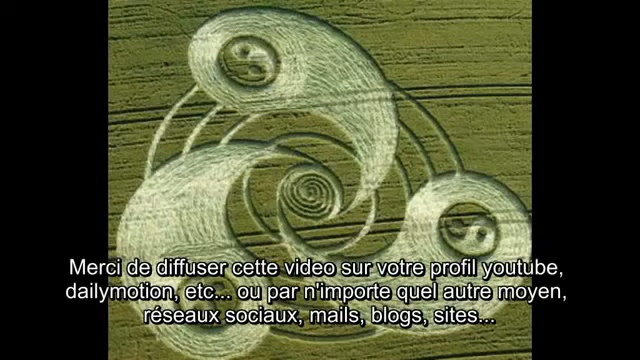 Merci de diffuser cette video sur votre profil youtube,
dailymotion, etc... ou par n'importe quel autre moyen,
réseaux sociaux, mails, blogs, sites...